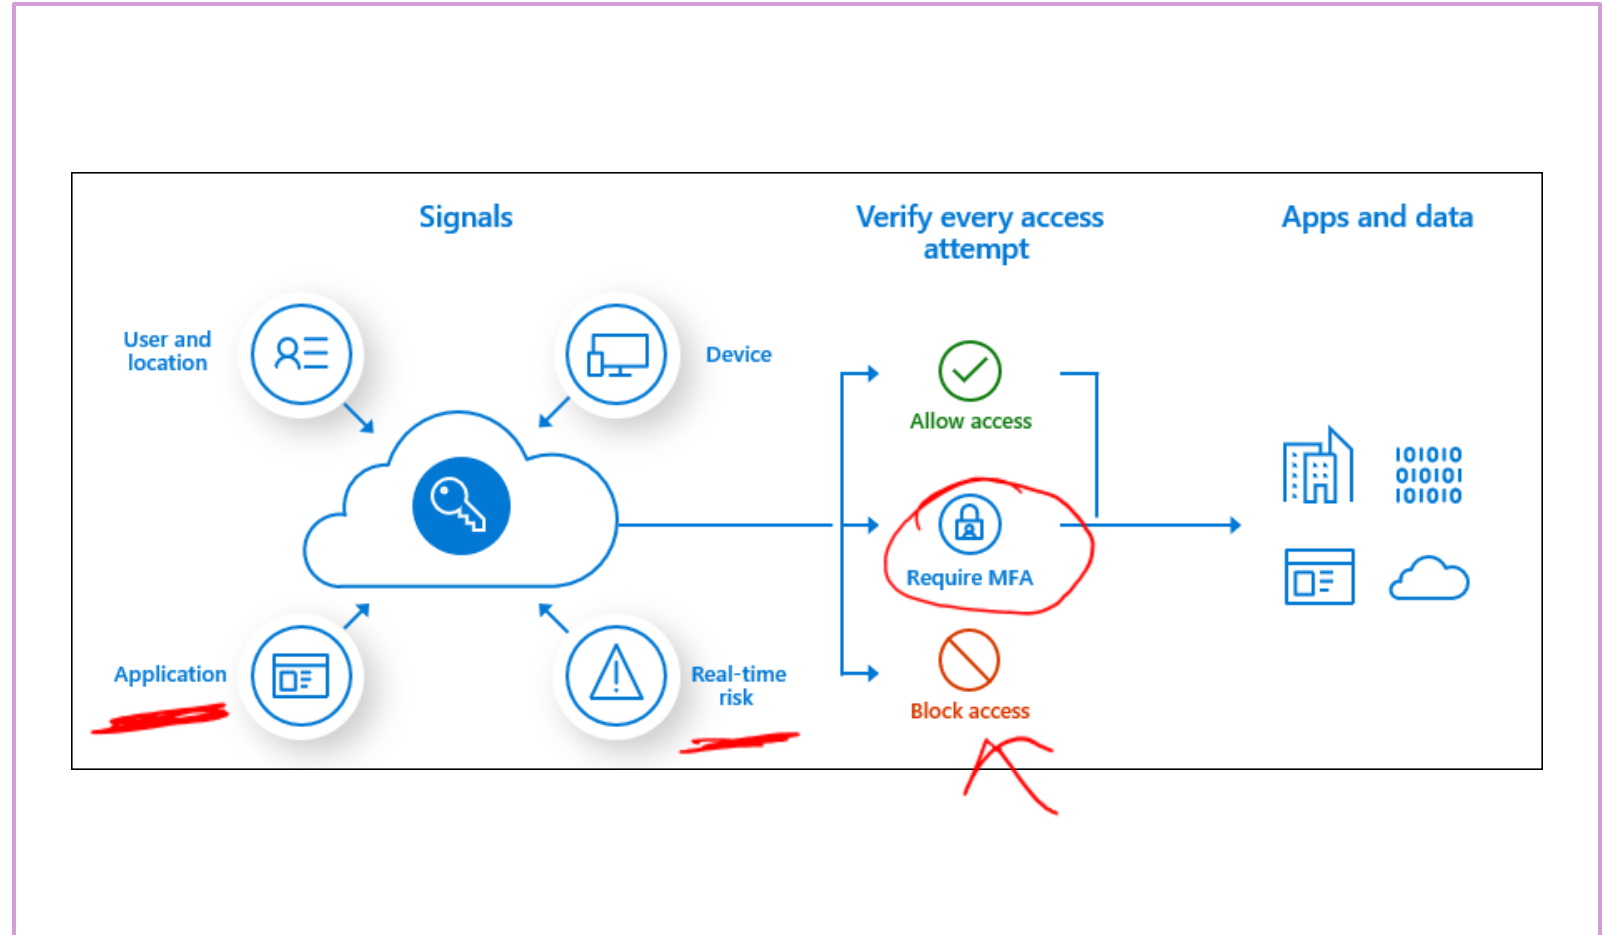 Signals
Verify every access
attempt
Apps and data
User and
location
Device
Allow access
101010
010101
101010
Require MFA
Application
Real-time
risk
Block access